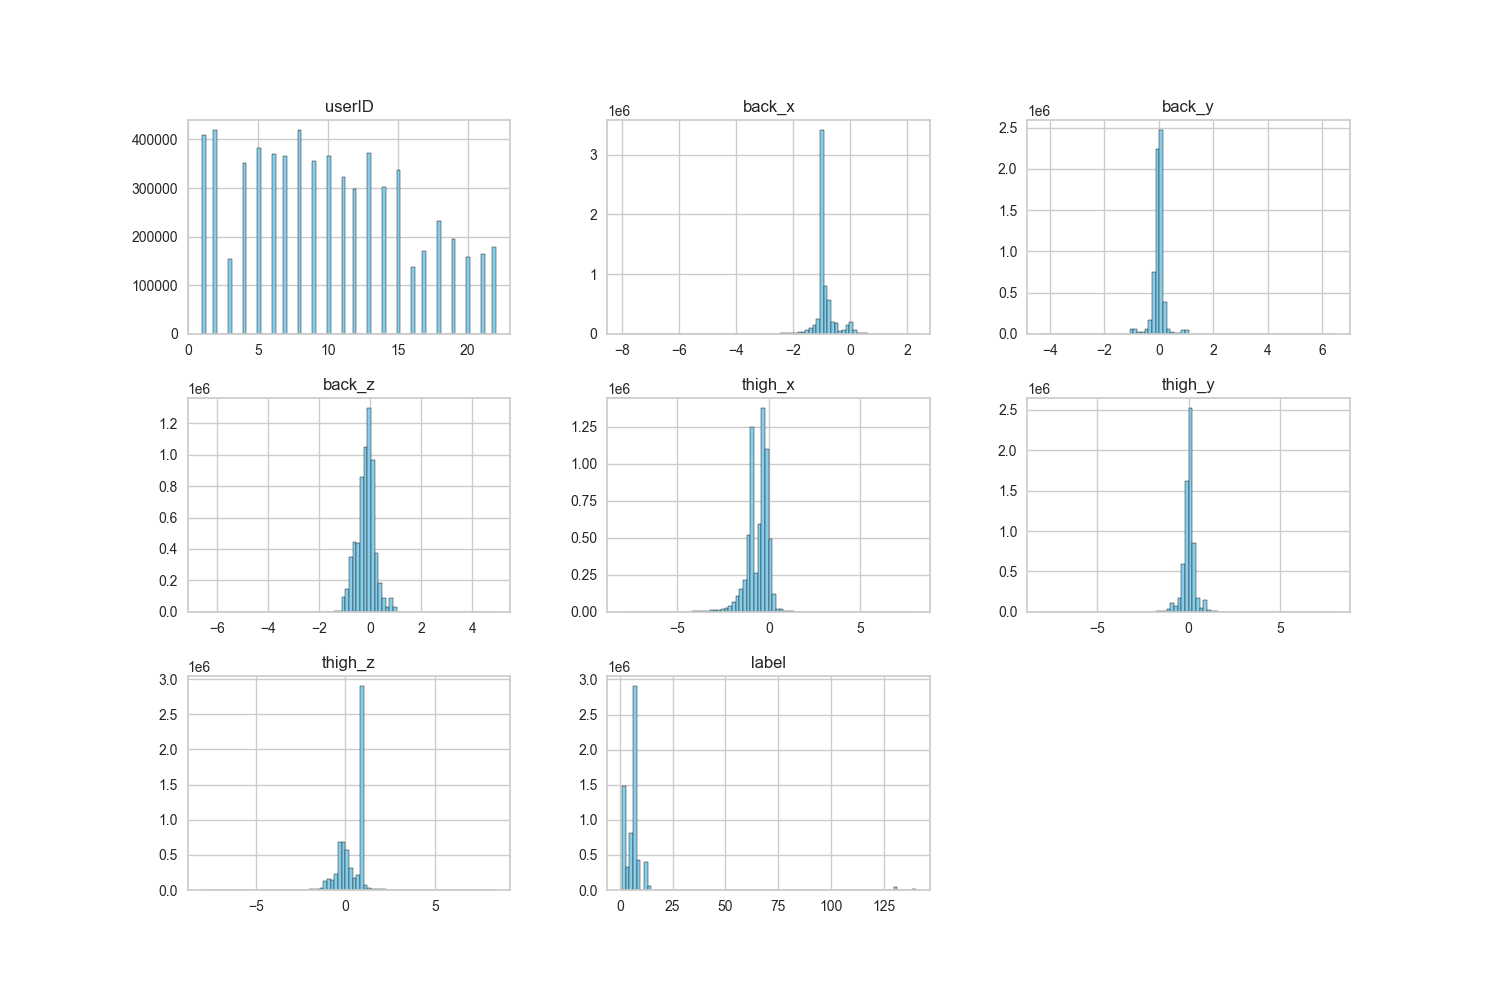 userID
400000
300000
200000
100000
0
0 5 10 15 20
back_x
1e6
3
2
1
0
−8 −6 −4 −2 0 2
back_y
1e6
2.5
2.0
1.5
1.0
0.5
0.0
−4 −2 0 2 4 6
back_z
1e6
1.2
1.0
0.8
0.6
0.4
0.2
0.0
−6 −4 −2 0 2 4
thigh_x
1e6
1.25
1.00
0.75
0.50
0.25
0.00
−5 0 5
thigh_y
1e6
2.5
2.0
1.5
1.0
0.5
0.0
−5 0 5
thigh_z
1e6
3.0
2.5
2.0
1.5
1.0
0.5
0.0
−5 0 5
label
1e6
3.0
2.5
2.0
1.5
1.0
0.5
0.0
0 25 50 75 100 125